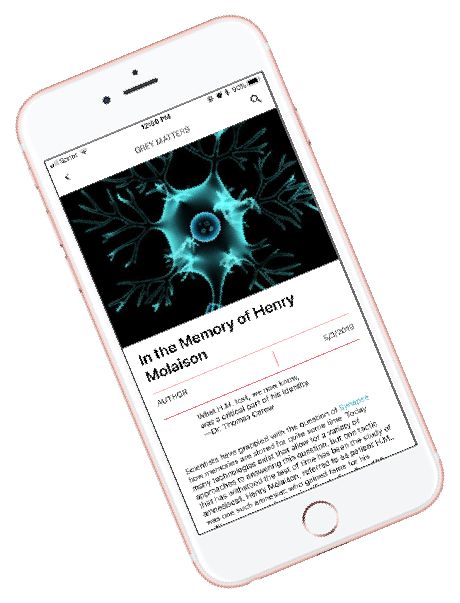 Sprint 12:56 PM 90%
GREY MATTERS
In the Memory of Henry
Molaison
AUTHOR 5/3/2019
What H.M. lost, we now know,
was a critical part of his identity.
—Dr. Thomas Carew
Scientists have grappled with the question of Synapse
how memories are stored for quite some time. Today
many technologies exist that allow for a variety of
approaches to answering this question, but one tactic
that has withstood the test of time has been the study of
amnesiacs. Henry Molaison, referred to as patient H.M.,
was one such amnesiac who gained fame for his